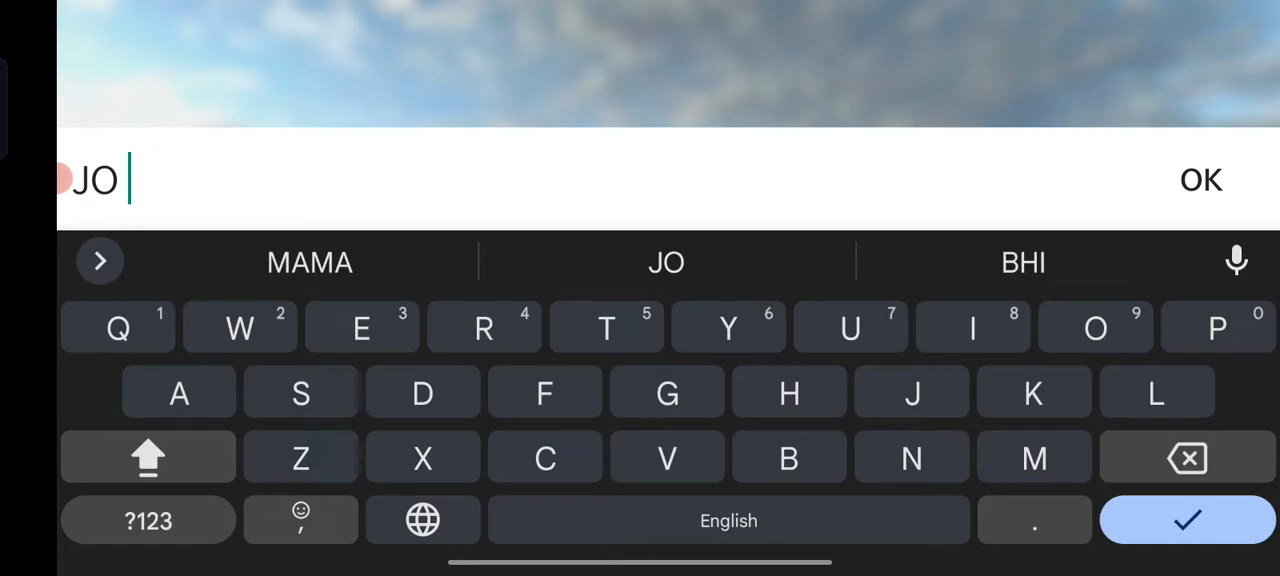 JO
OK
MAMA JO BHI
Q 1 W 2 E 3 R 4 T 5 Y 6 U 7 I 8 O 9 P 0
A S D F G H J K L
Z X C V B N M
?123 , English .